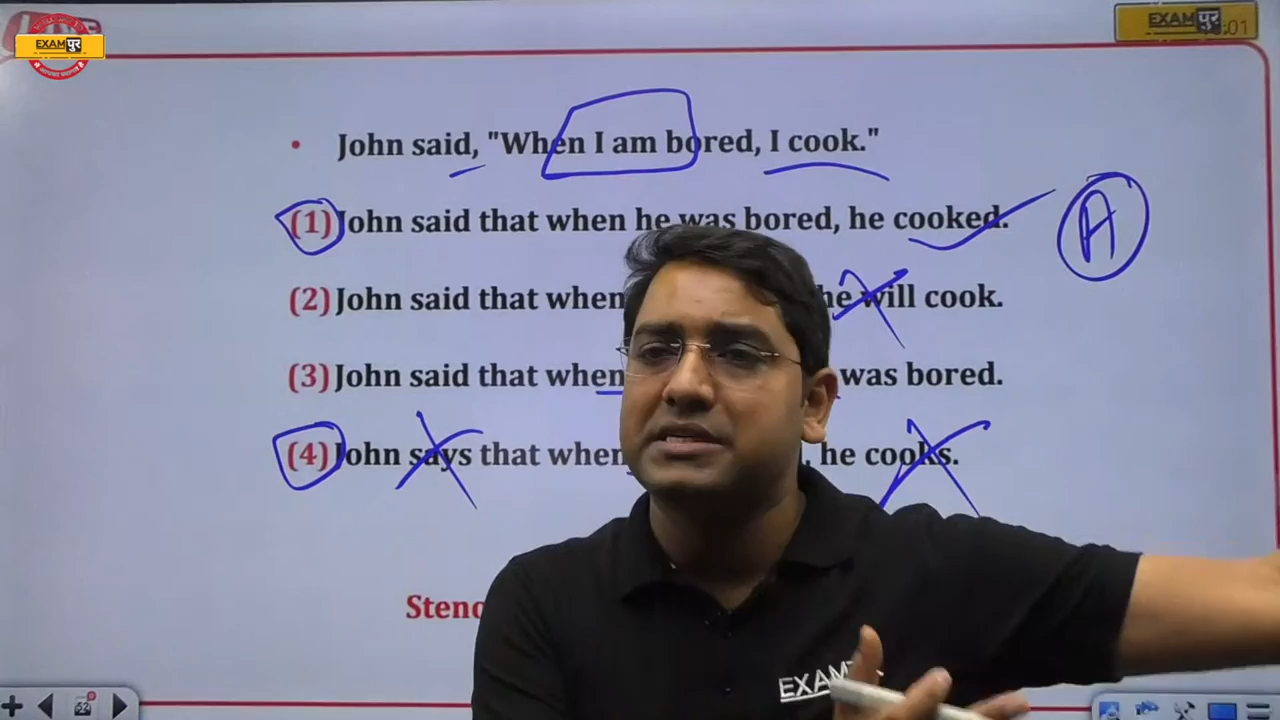 EXAMपुर
EXAMपुर
:01
• John said, "When I am bored, I cook."
(1) John said that when he was bored, he cooked.
A
(2) John said that when he will cook.
(3) John said that when was bored.
(4) John says that when , he cooks.
Steno
EXAM
52